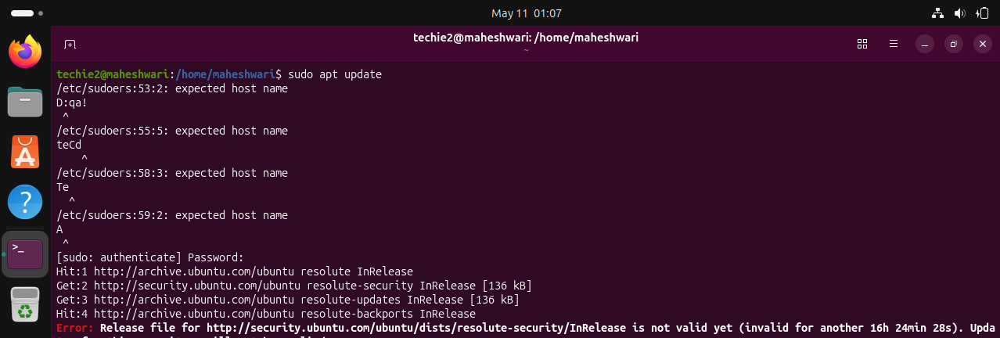 May 11 01:07
techie2@maheshwari: /home/maheshwari
~
techie2@maheshwari:/home/maheshwari$ sudo apt update
/etc/sudoers:53:2: expected host name
D:qa!
^
/etc/sudoers:55:5: expected host name
teCd
^
/etc/sudoers:58:3: expected host name
Te
^
/etc/sudoers:59:2: expected host name
A
^
[sudo: authenticate] Password:
Hit:1 http://archive.ubuntu.com/ubuntu resolute InRelease
Get:2 http://security.ubuntu.com/ubuntu resolute-security InRelease [136 kB]
Get:3 http://archive.ubuntu.com/ubuntu resolute-updates InRelease [136 kB]
Hit:4 http://archive.ubuntu.com/ubuntu resolute-backports InRelease
Error: Release file for http://security.ubuntu.com/ubuntu/dists/resolute-security/InRelease is not valid yet (invalid for another 16h 24min 28s). Upda